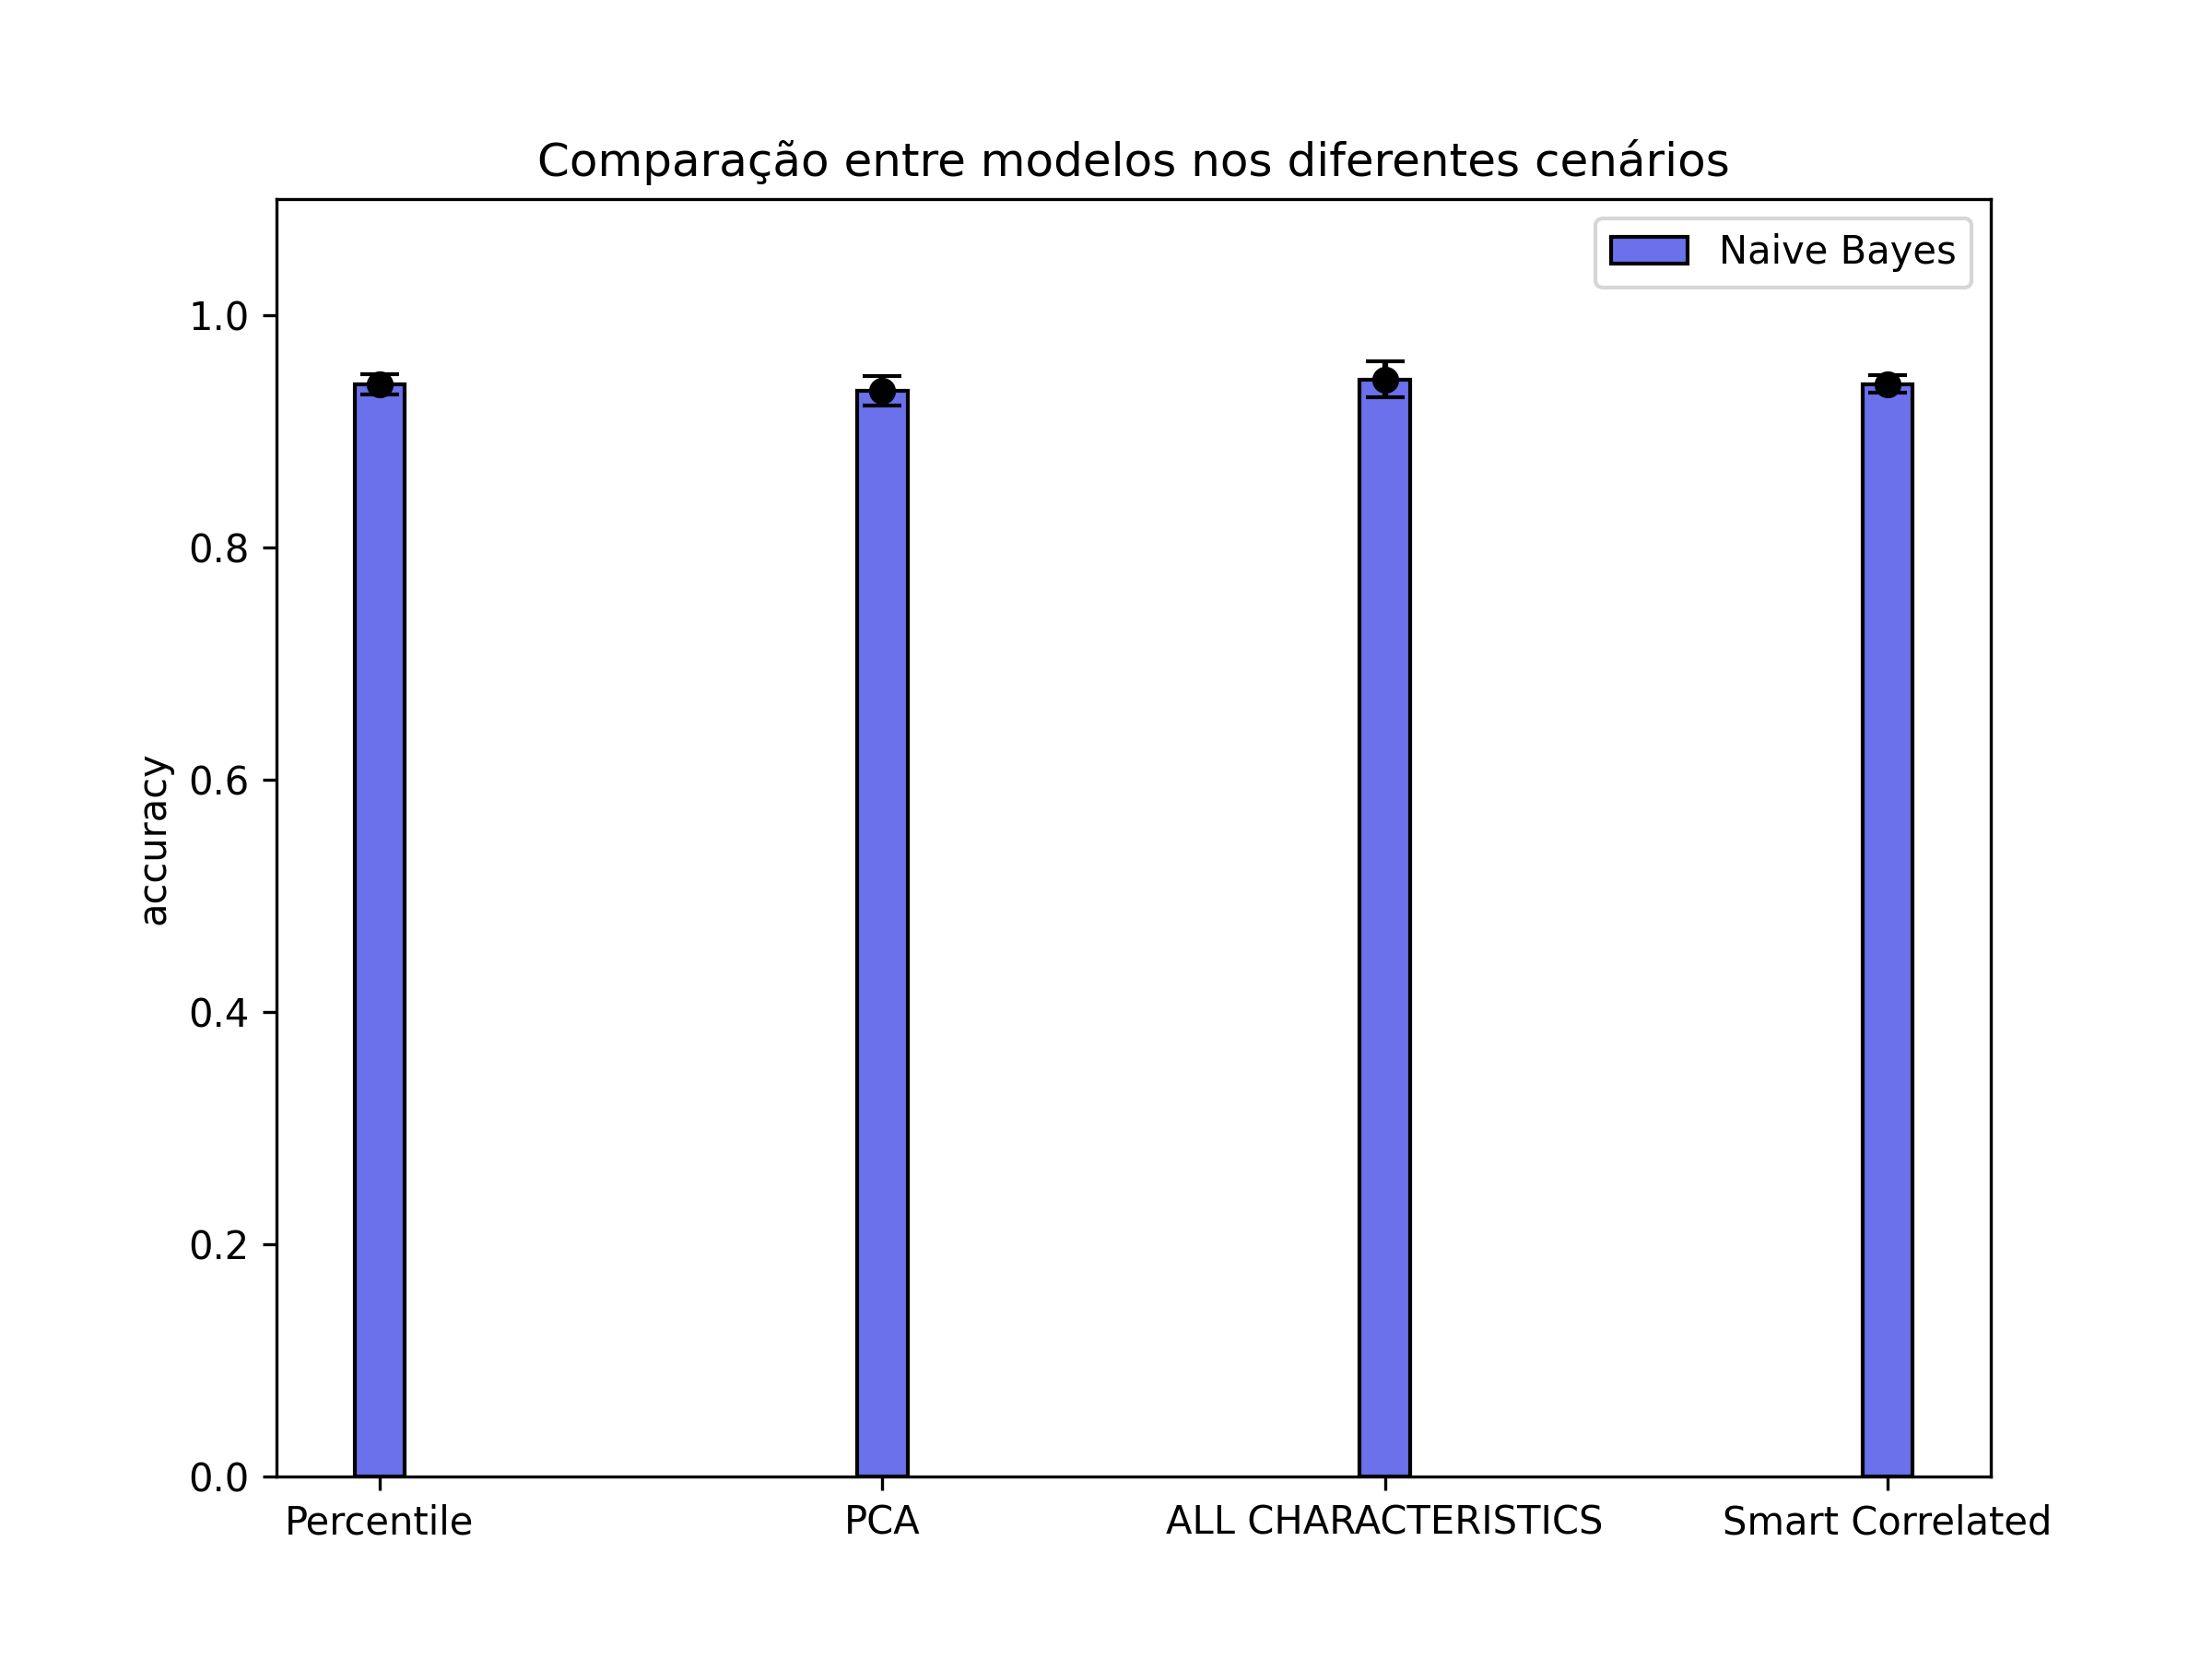 Comparação entre modelos nos diferentes cenários
Naive Bayes
1.0
0.8
0.6
0.4
0.2
0.0
accuracy
Percentile
PCA
ALL CHARACTERISTICS
Smart Correlated